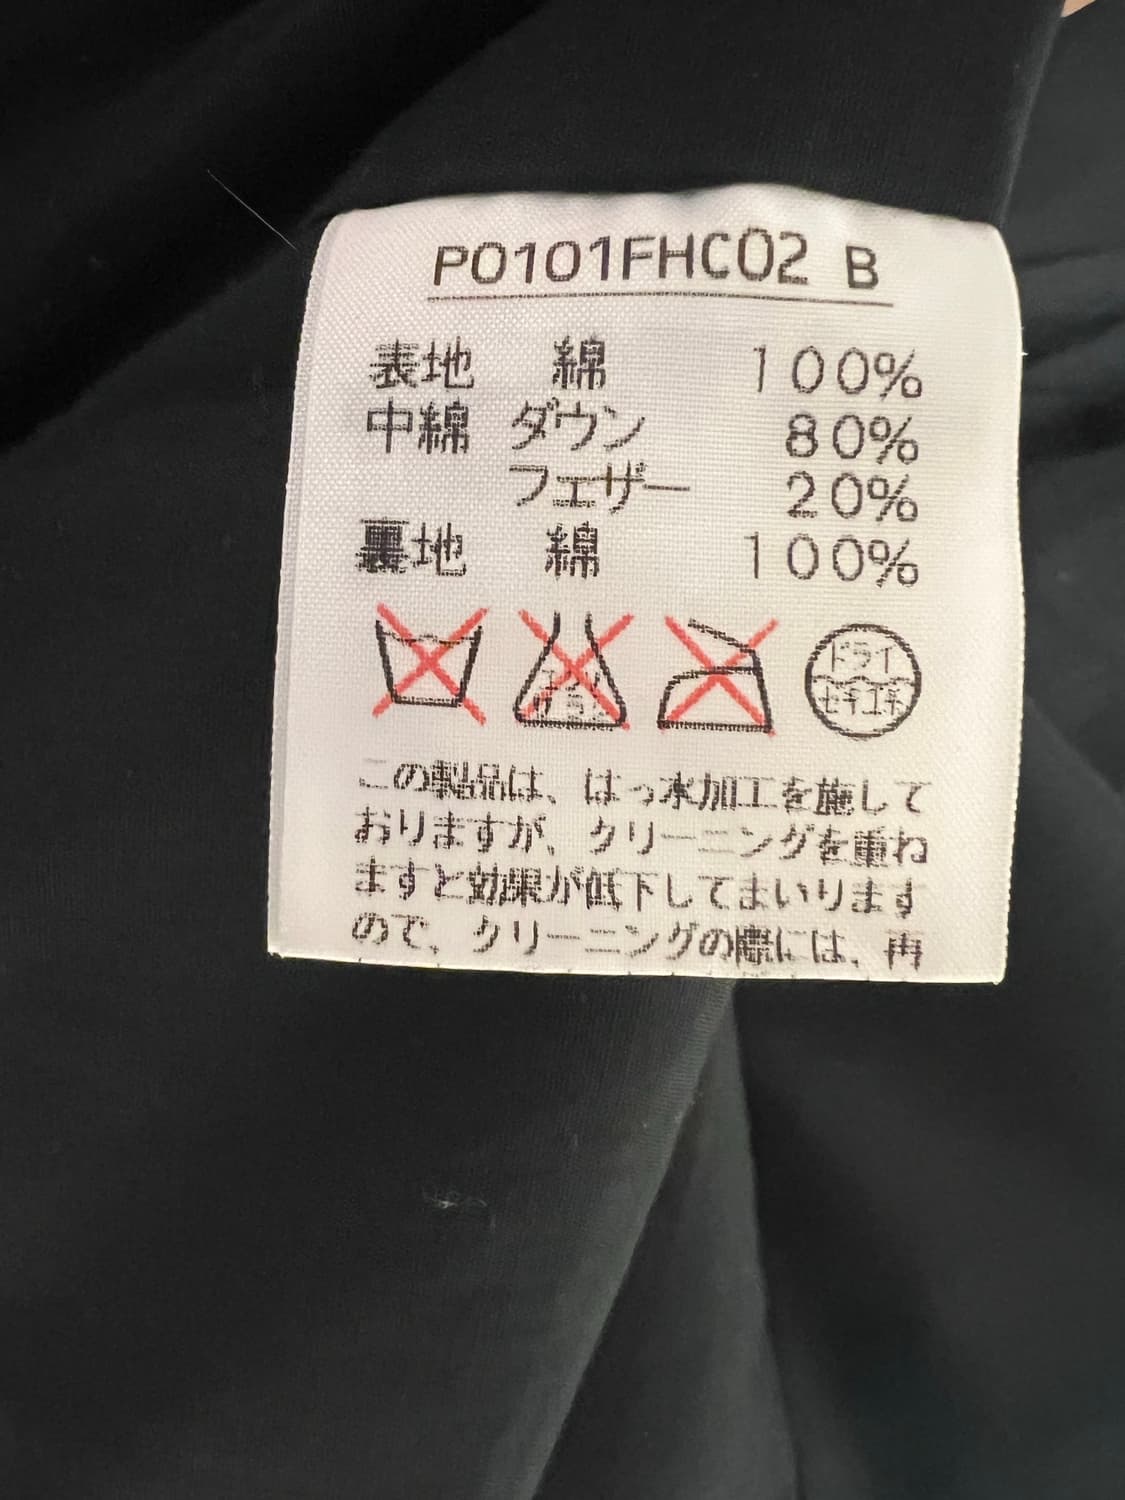 P0101FHC02 B
表地 綿 100%
中綿 ダウン 80%
フェザー 20%
裏地 綿 100%
ドライ
セキユ系
この製品は、はっ水加工を施して
おりますが、クリーニングを重ね
ますと効果が低下してまいります
ので、クリーニングの際には、再